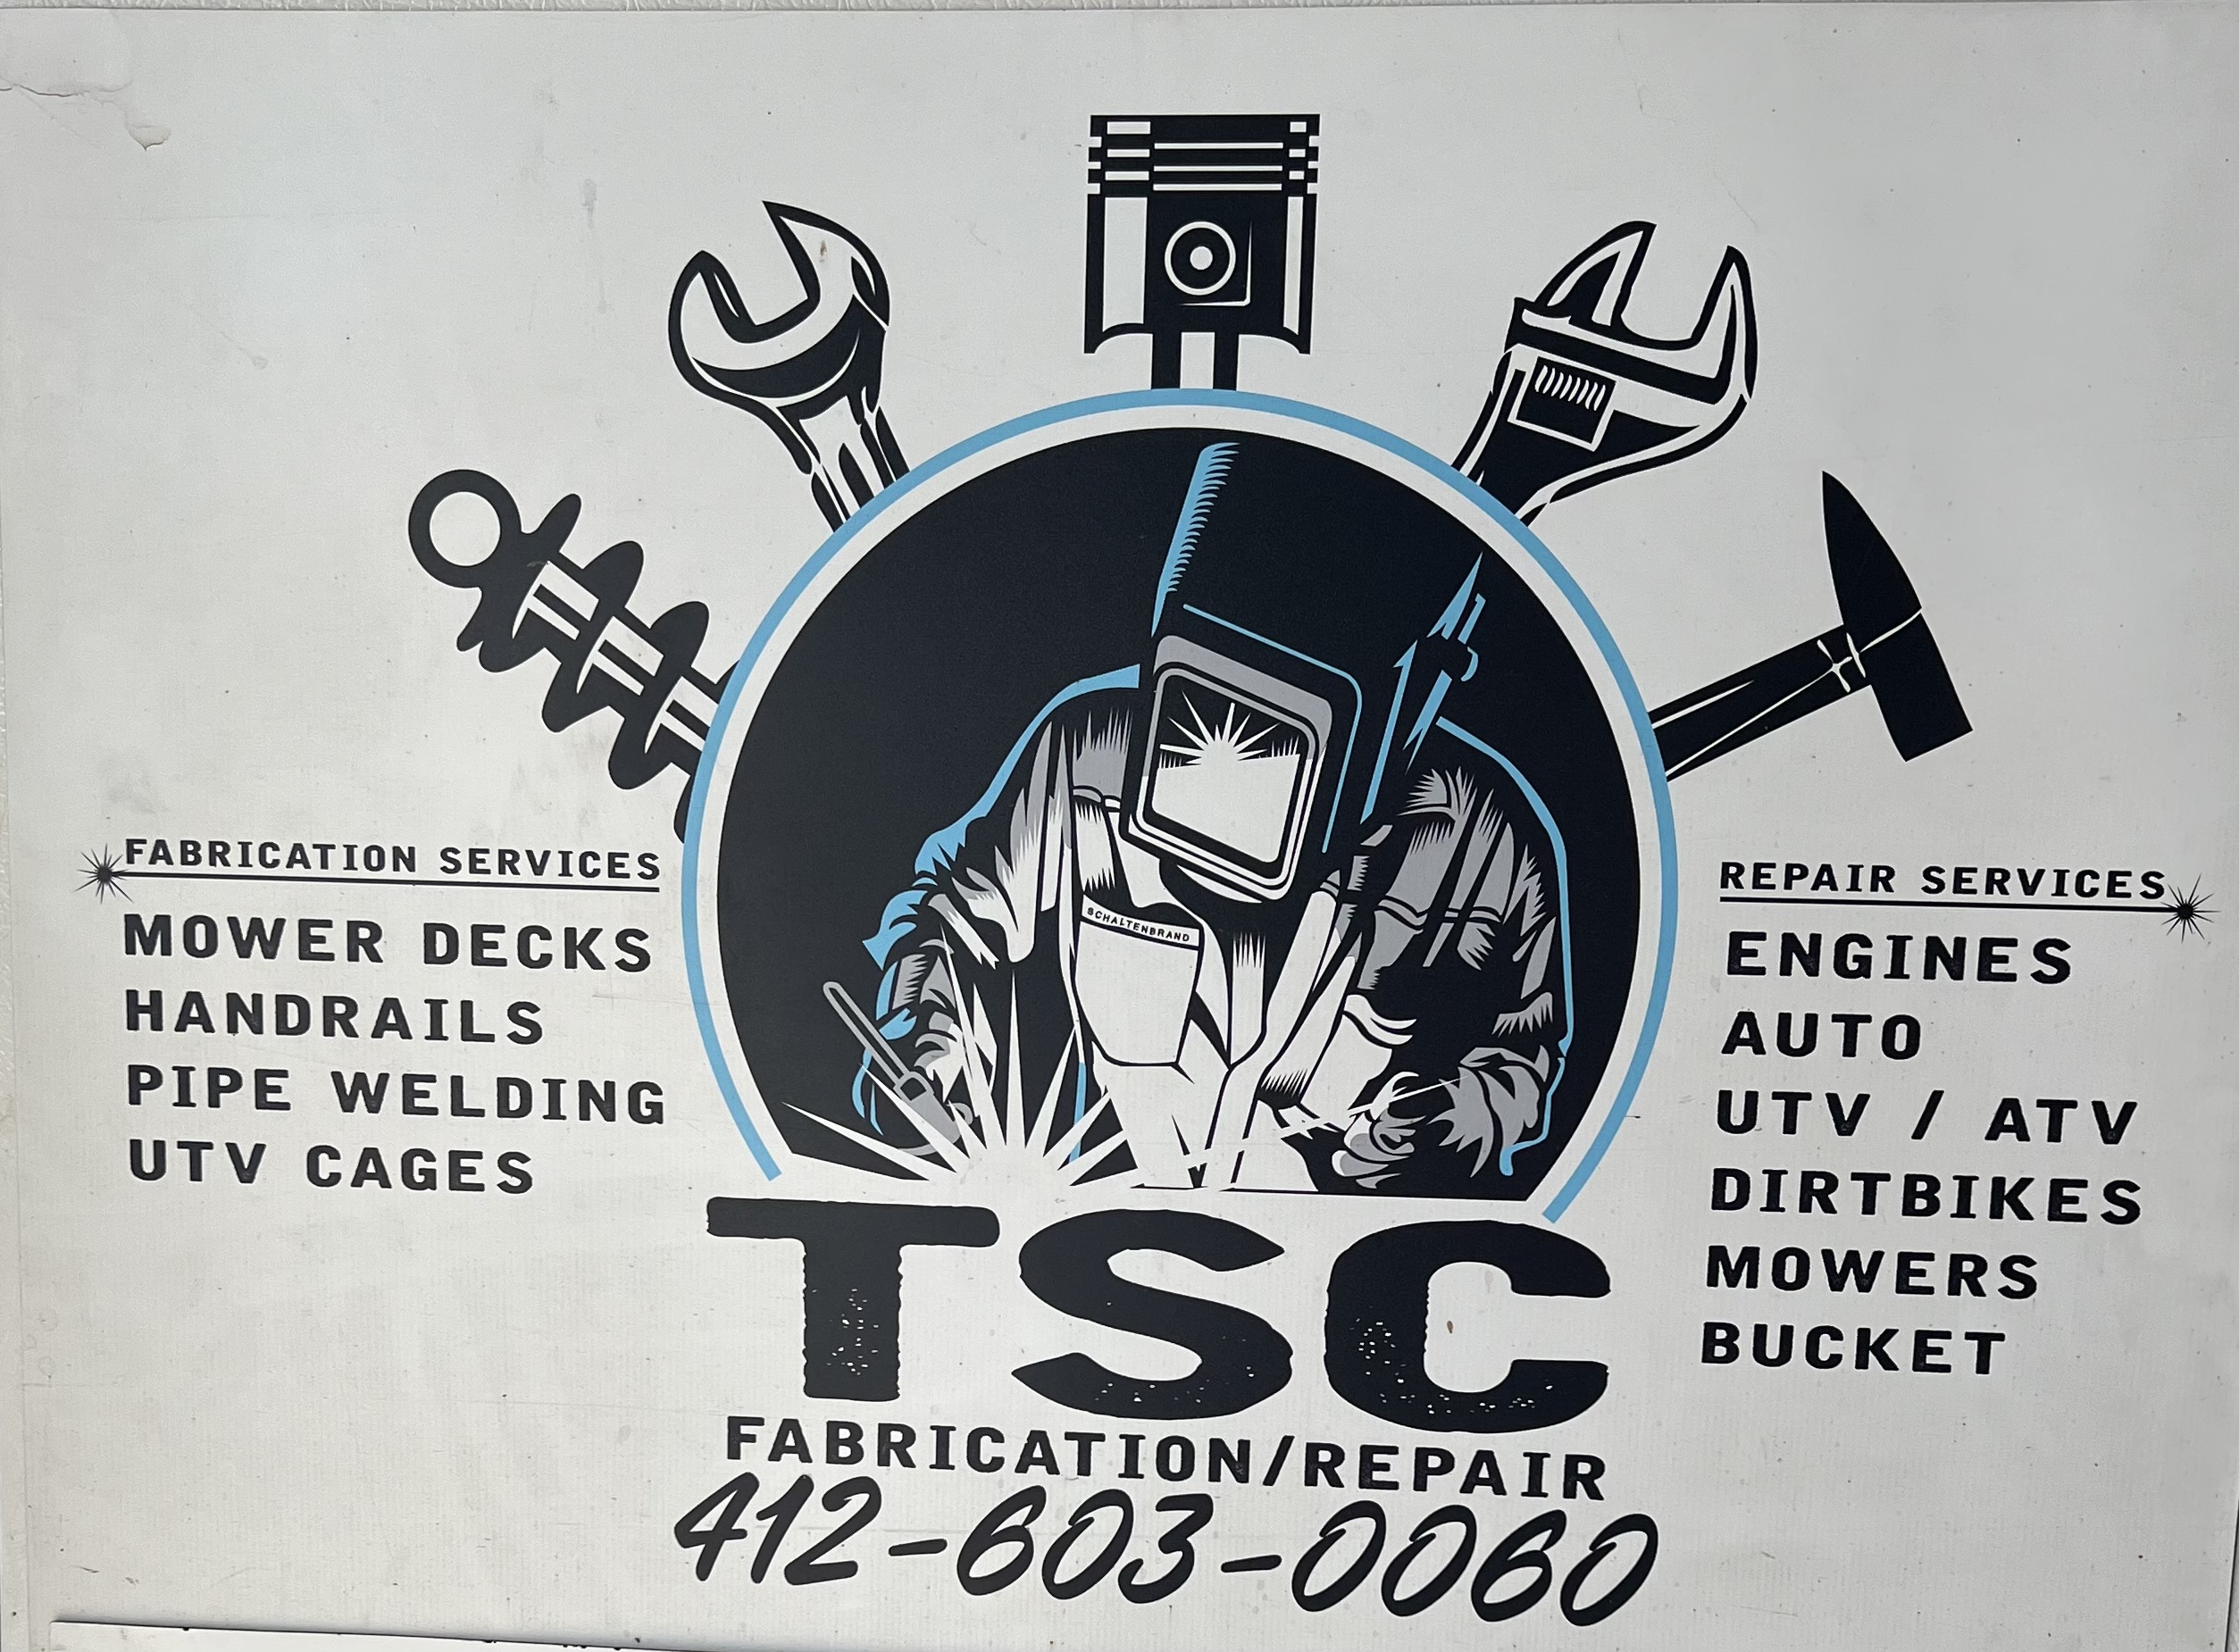 FABRICATION SERVICES
MOWER DECKS
HANDRAILS
PIPE WELDING
UTV CAGES
SCHALTENBRAND
REPAIR SERVICES
ENGINES
AUTO
UTV / ATV
DIRTBIKES
MOWERS
BUCKET
TSC
FABRICATION/REPAIR
412-603-0060